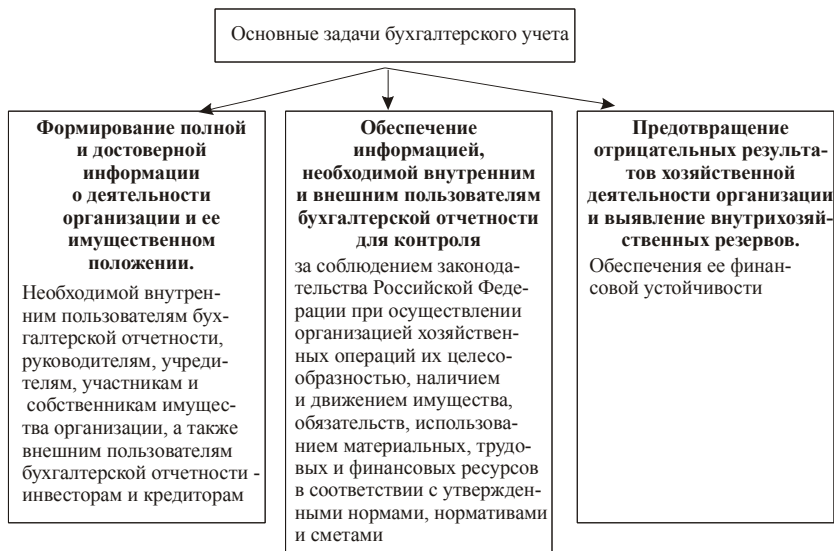 Основные задачи бухгалтерского учета
Формирование полной
и достоверной
информации
о деятельности
организации и ее
имущественном
положении.
Необходимой внутрен-
ним пользователям бух-
галтерской отчетности,
руководителям, учреди-
телям, участникам и
собственникам имущес-
тва организации, а также
внешним пользователям
бухгалтерской отчетности -
инвесторам и кредиторам
Обеспечение
информацией,
необходимой внутренним
и внешним пользователям
бухгалтерской отчетности
для контроля
за соблюдением законода-
тельства Российской Феде-
рации при осуществлении
организацией хозяйствен-
ных операций их целесо-
образностью, наличием
и движением имущества,
обязательств, использова-
нием материальных, трудо-
вых и финансовых ресурсов
в соответствии с утвержден-
ными нормами, нормативами
и сметами
Предотвращение
отрицательных результа-
тов хозяйственной
деятельности организации
и выявление внутрихозяй-
ственных резервов.
Обеспечения ее финан-
совой устойчивости